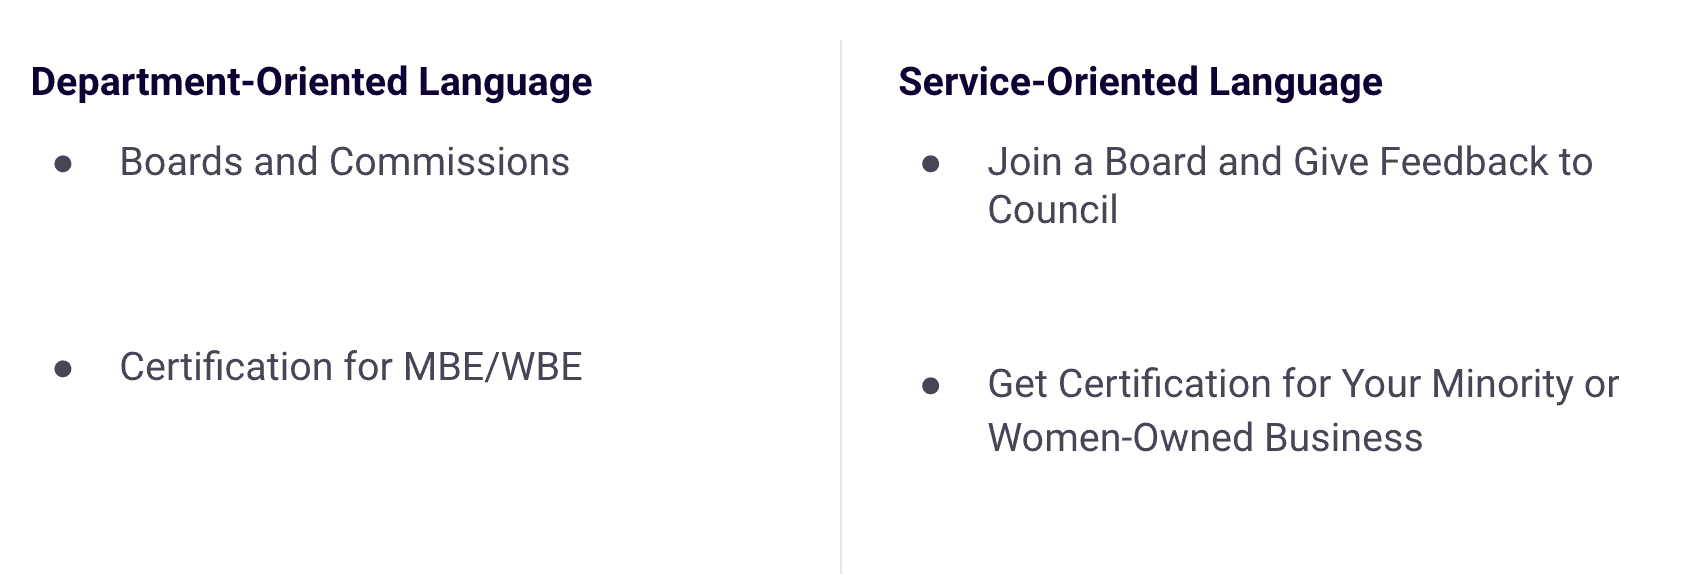 Department-Oriented Language
● Boards and Commissions
● Certification for MBE/WBE
Service-Oriented Language
● Join a Board and Give Feedback to
Council
● Get Certification for Your Minority or
Women-Owned Business